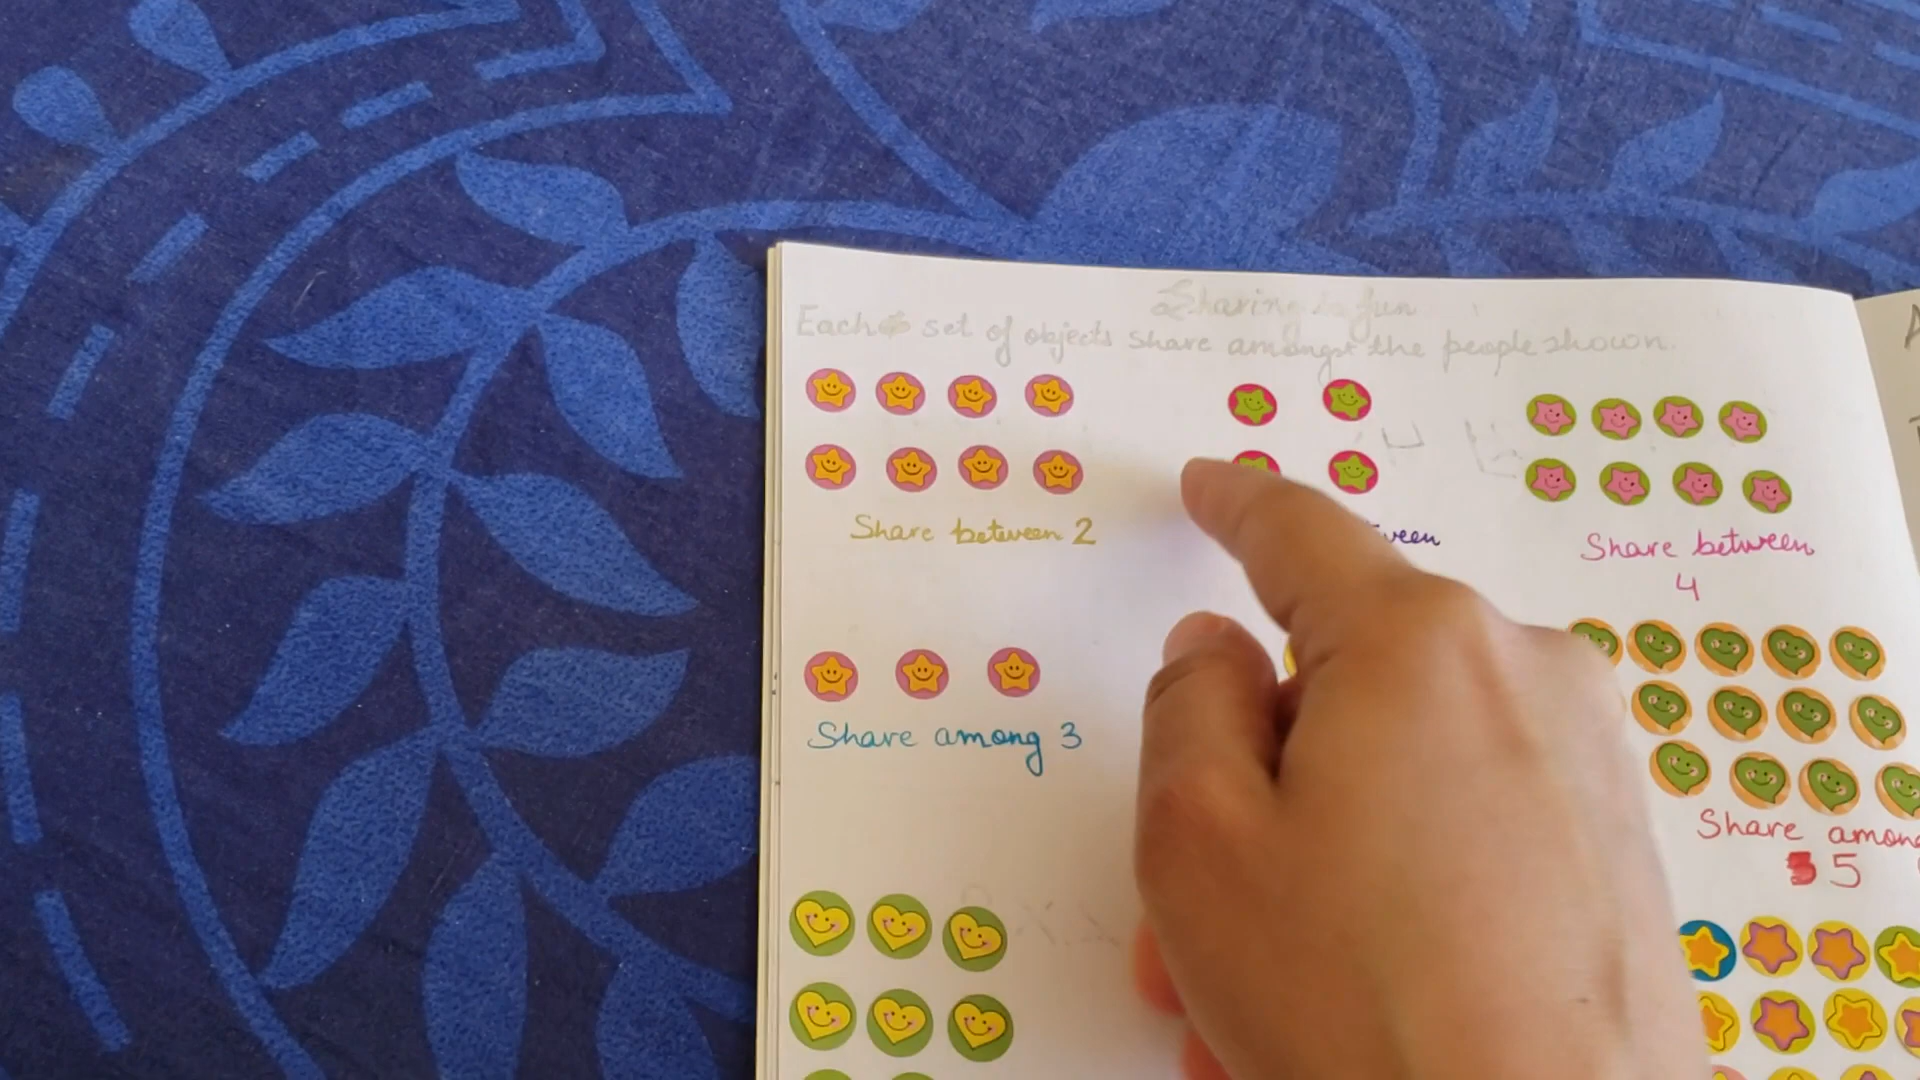 Sharing is fun
Each set of objects share amongst the people shown.
Share between 2
Share between
4
Share among 3
Share among
5